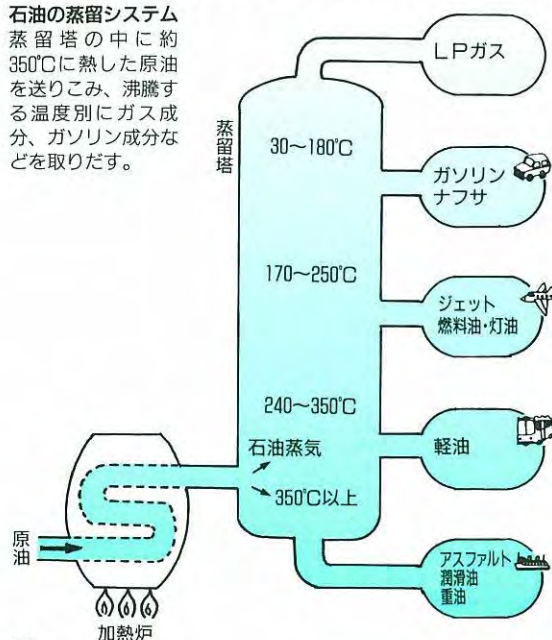 石油の蒸留システム
蒸留塔の中に約
350℃に熱した原油
を送りこみ、沸騰す
る温度別にガス成
分、ガソリン成分な
どを取りだす。
LPガス
蒸留塔
30〜180℃
ガソリン
ナフサ
170〜250℃
ジェット
燃料油・灯油
240〜350℃
石油蒸気
軽油
350℃以上
原油
アスファルト
潤滑油
重油
加熱炉